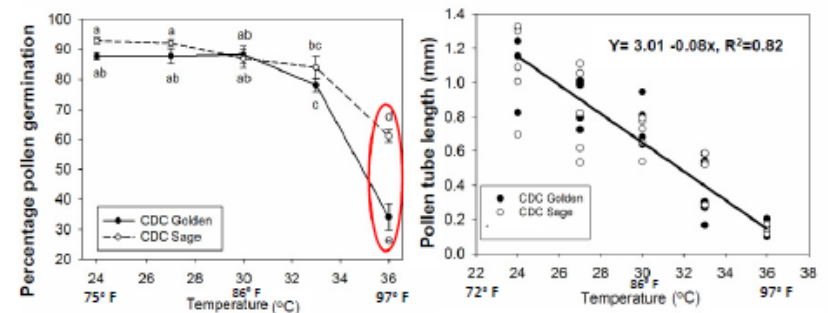 Percentage pollen germination
100
90
80
70
60
50
40
30
20
a
a
ab
bc
ab
ab
ab
c
d
e
CDC Golden
CDC Sage
24 26 28 30 32 34 36
75° F 86° F 97° F
Temperature (°C)
Pollen tube length (mm)
1.4
1.2
1.0
0.8
0.6
0.4
0.2
0.0
Y= 3.01 -0.08x, R²=0.82
CDC Golden
CDC Sage
22 24 26 28 30 32 34 36 38
72° F 86° F 97° F
Temperature (°C)